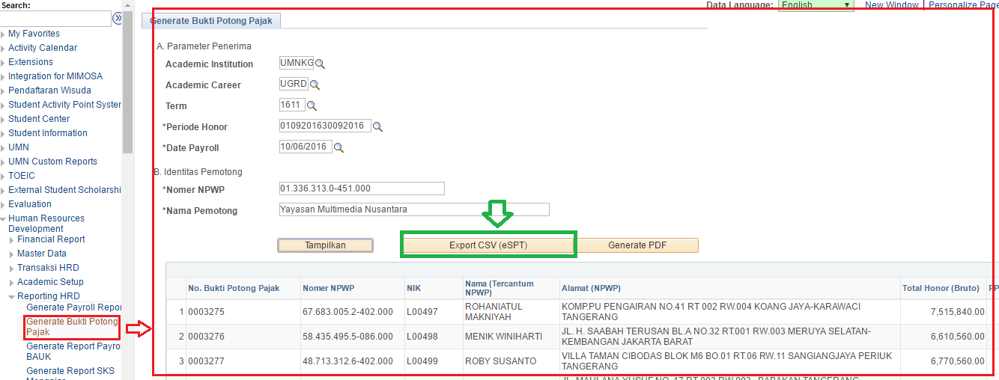 Search:
Data Language: English New Window Personalize Page
My Favorites
Activity Calendar
Extensions
Integration for MIMOSA
Pendaftaran Wisuda
Student Activity Point System
Student Center
Student Information
UMN
UMN Custom Reports
TOEIC
External Student Scholarshi
Evaluation
Human Resources
Development
Financial Report
Master Data
Transaksi HRD
Academic Setup
Reporting HRD
Generate Payroll Repor
Generate Bukti Potong
Pajak
Generate Report Payro
BAUK
Generate Report SKS
Generate Bukti Potong Pajak
A. Parameter Penerima
Academic Institution UMNKG
Academic Career UGRD
Term 1611
*Periode Honor 0109201630092016
*Date Payroll 10/06/2016
B. Identitas Pemotong
*Nomer NPWP 01.336.313.0-451.000
*Nama Pemotong Yayasan Multimedia Nusantara
Tampilkan Export CSV (eSPT) Generate PDF
No. Bukti Potong Pajak Nomer NPWP NIK Nama (Tercantum
NPWP) Alamat (NPWP) Total Honor (Bruto)
1 0003275 67.683.005.2-402.000 L00497 ROHANIATUL
MAKNIYAH KOMP.PU PENGAIRAN NO.41 RT 002 RW.004 KOANG JAYA-KARAWACI
TANGERANG 7,515,840.00
2 0003276 58.435.495.5-086.000 L00498 MENIK WINIHARTI JL. H. SAABAH TERUSAN BL.A NO.32 RT.001 RW.003 MERUYA SELATAN-
KEMBANGAN JAKARTA BARAT 6,610,560.00
3 0003277 48.713.312.6-402.000 L00499 ROBY SUSANTO VILLA TAMAN CIBODAS BLOK M6 BO.01 RT.06 RW.11 SANGIANGJAYA PERIUK
TANGERANG 6,770,560.00